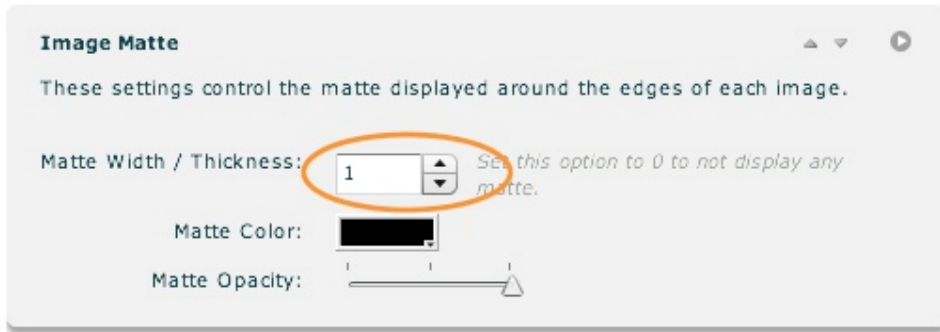 Image Matte
These settings control the matte displayed around the edges of each image.
Matte Width / Thickness:
1
Set this option to 0 to not display any
matte.
Matte Color:
Matte Opacity: